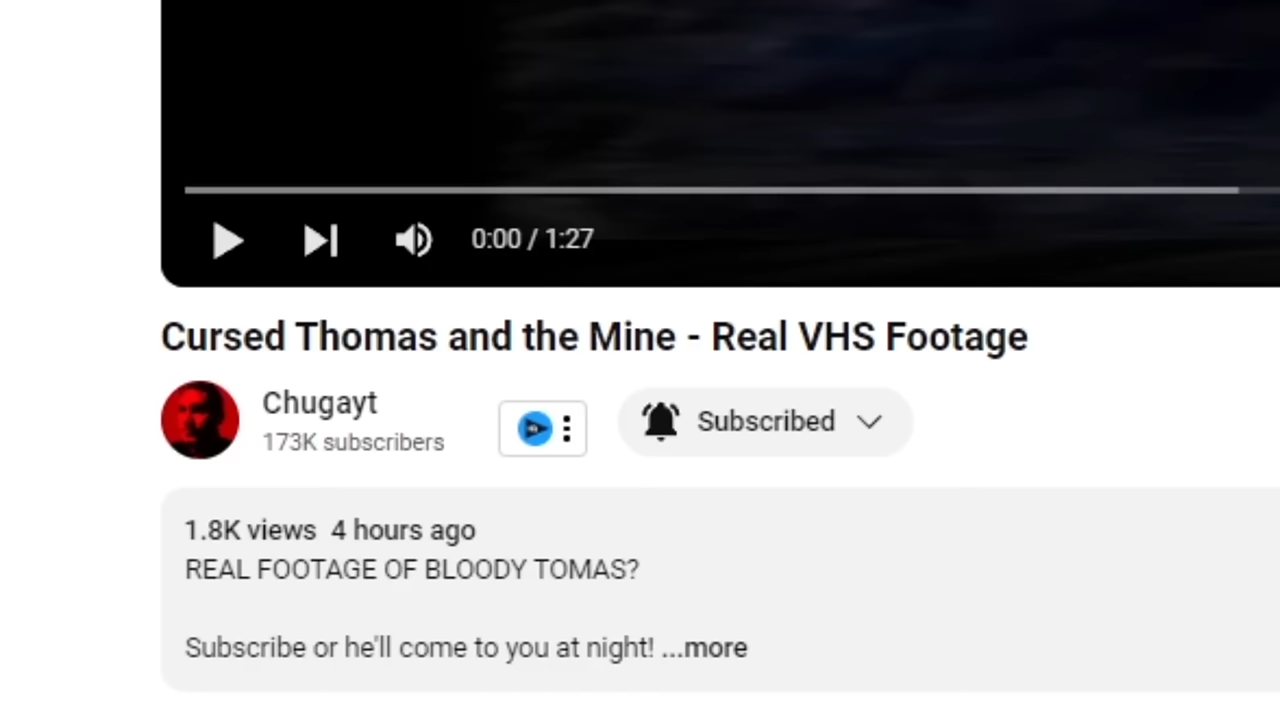 0:00 / 1:27
Cursed Thomas and the Mine - Real VHS Footage
Chugayt
173K subscribers
Subscribed
1.8K views 4 hours ago
REAL FOOTAGE OF BLOODY TOMAS?
Subscribe or he'll come to you at night! ...more